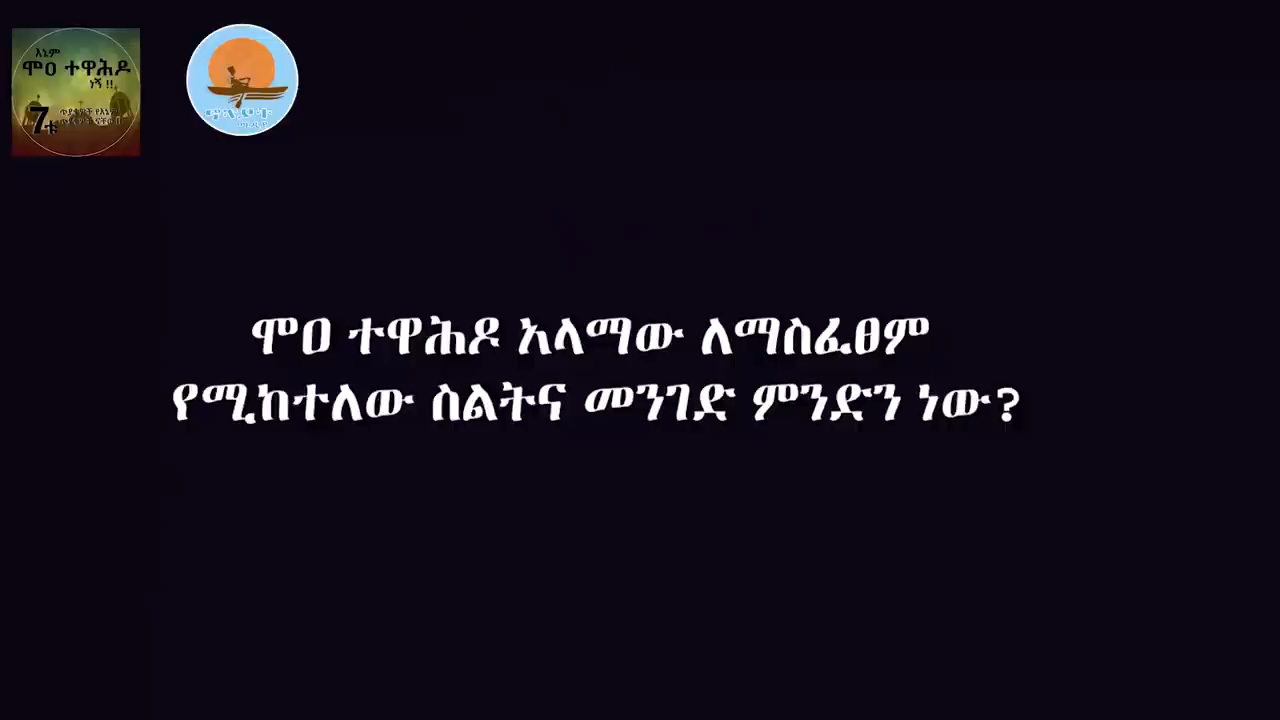 እኔም
ሞዐ ተዋሕዶ
ነኝ !!
7ቱ
ሞዐ ተዋሕዶ አላማው ለማስፈፀም
የሚከተለው ስልትና መንገድ ምንድን ነው?